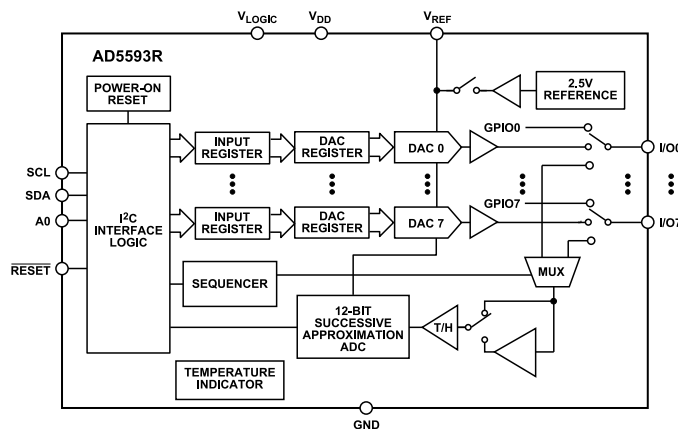 VLOGIC
VDD
VREF
AD5593R
POWER-ON
RESET
2.5V
REFERENCE
GPIO0
INPUT
REGISTER
DAC
REGISTER
DAC 0
I/O0
SCL
SDA
A0
RESET
I2C
INTERFACE
LOGIC
GPIO7
INPUT
REGISTER
DAC
REGISTER
DAC 7
I/O7
SEQUENCER
MUX
12-BIT
SUCCESSIVE
APPROXIMATION
ADC
T/H
TEMPERATURE
INDICATOR
GND